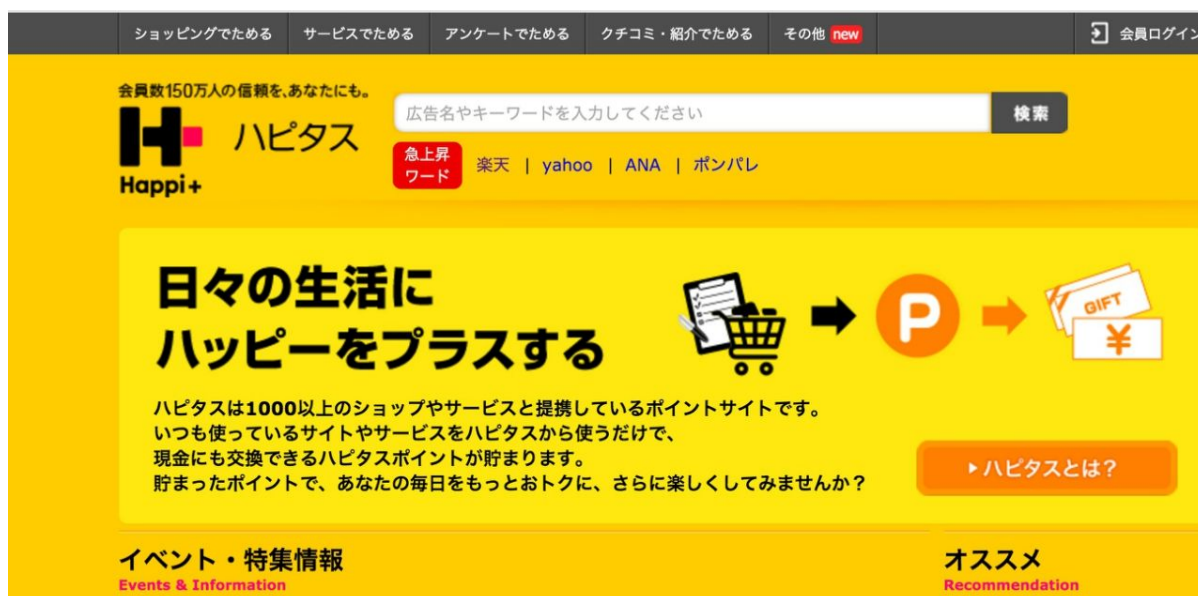 ショッピングでためる サービスでためる アンケートでためる クチコミ・紹介でためる その他 new 会員ログイン
会員数150万人の信頼を、あなたにも。
ハピタス
Happi+
広告名やキーワードを入力してください 検索
急上昇
ワード
楽天 | yahoo | ANA | ポンパレ
日々の生活に
ハッピーをプラスする
P
GIFT
¥
ハピタスは1000以上のショップやサービスと提携しているポイントサイトです。
いつも使っているサイトやサービスをハピタスから使うだけで、
現金にも交換できるハピタスポイントが貯まります。
貯まったポイントで、あなたの毎日をもっとおトクに、さらに楽しくしてみませんか？
ハピタスとは？
イベント・特集情報
Events & Information
オススメ
Recommendation